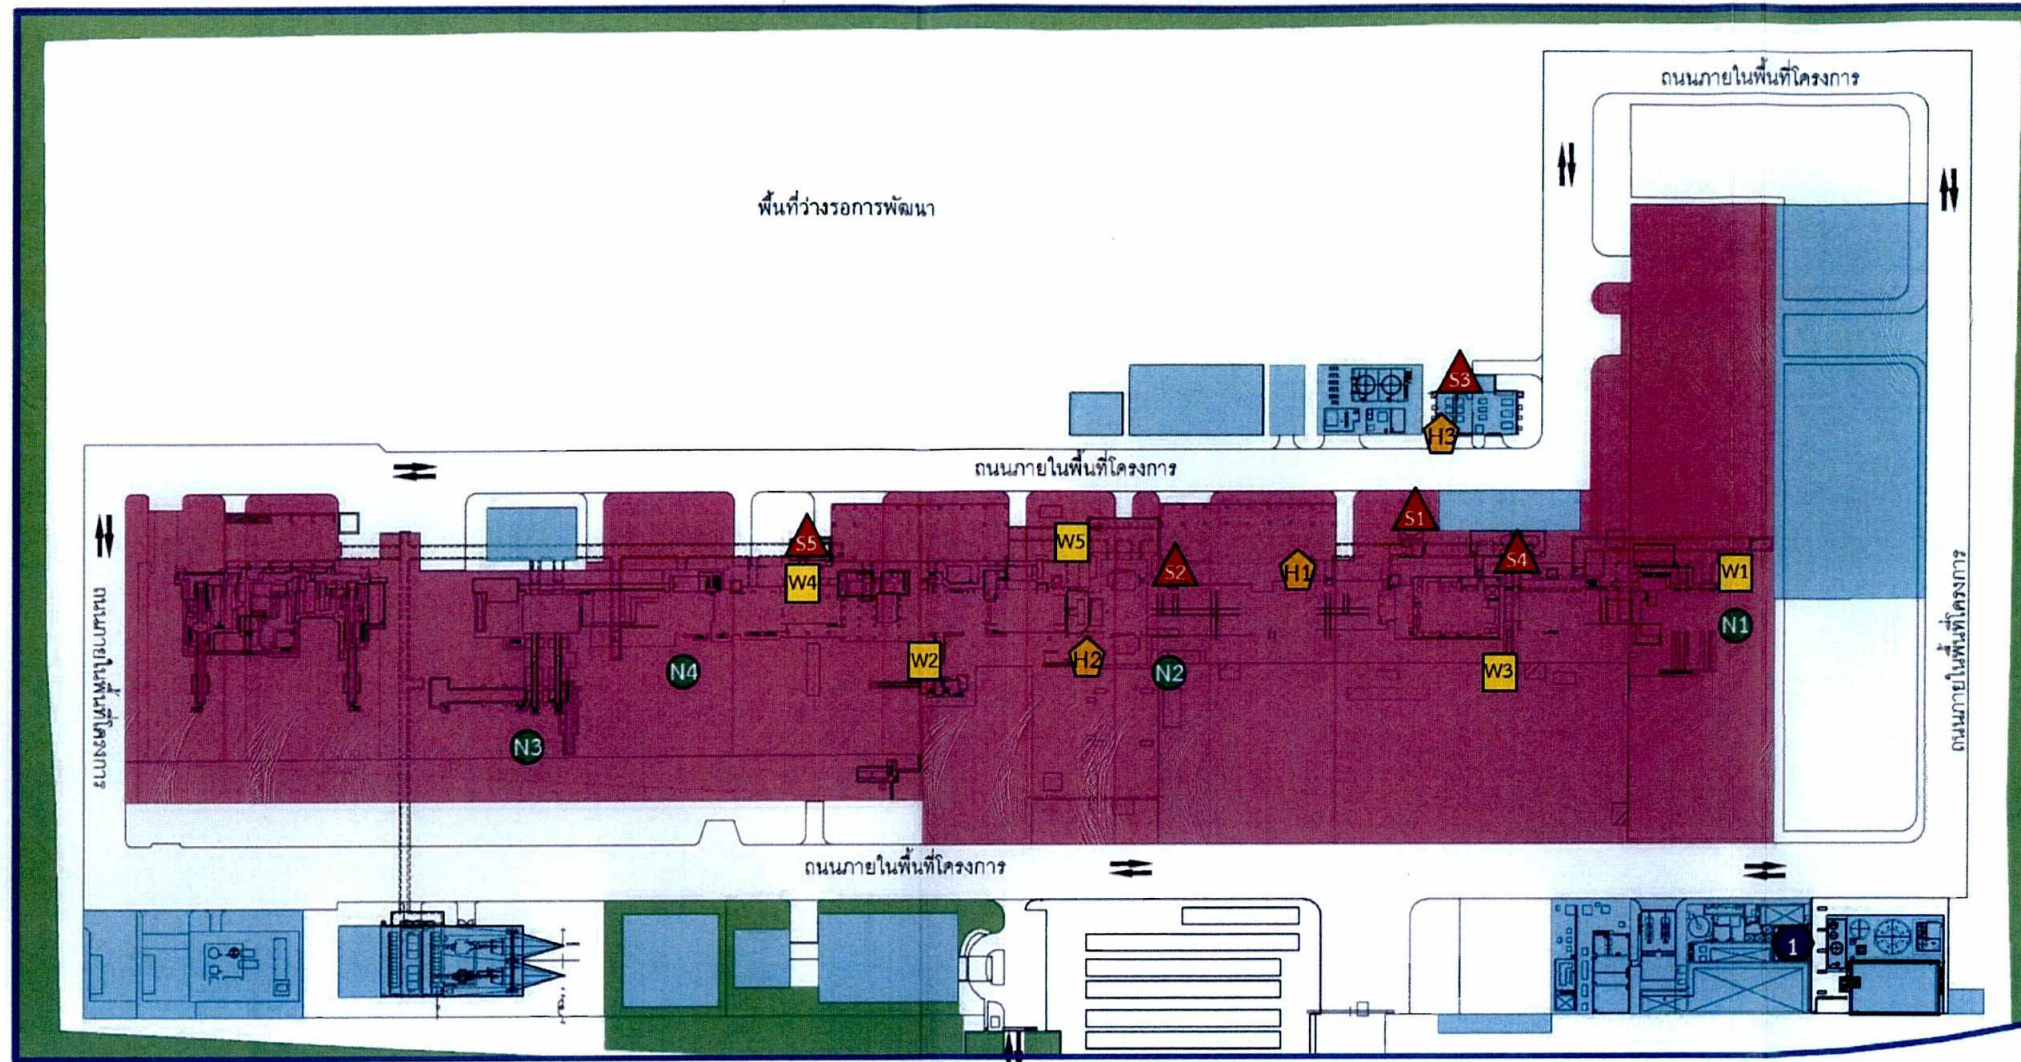 ถนนภายในพื้นที่โครงการ
พื้นที่ว่างรอการพัฒนา
S3
H3
ถนนภายในพื้นที่โครงการ
S1
S5
W5
S2
H1
S4
W4
W1
N1
W2
H2
N4
N2
W3
N3
ถนนภายในพื้นที่โครงการ
ถนนภายในพื้นที่โครงการ
ถนนภายในพื้นที่โครงการ
1